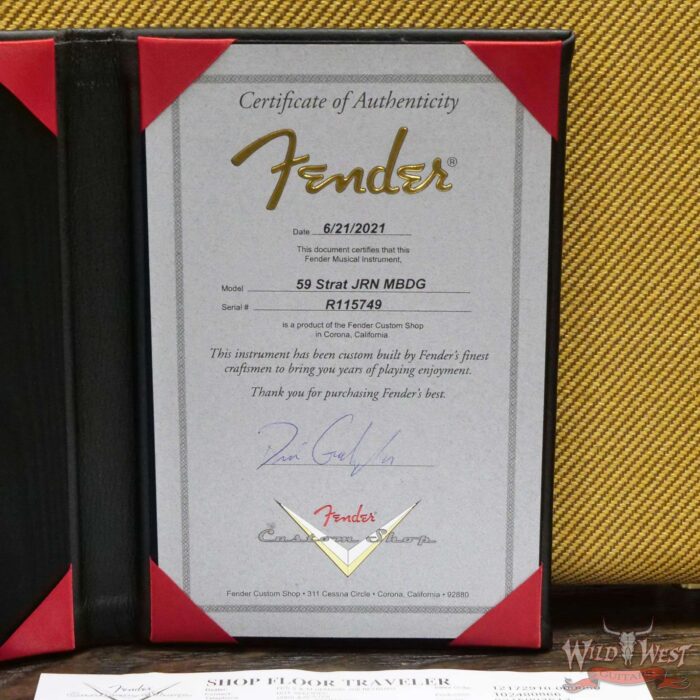 Certificate of Authenticity
Fender®
Date 6/21/2021
This document certifies that this
Fender Musical Instrument,
Model 59 Strat JRN MBDG
Serial # R115749
is a product of the Fender Custom Shop
in Corona, California
This instrument has been custom built by Fender's finest
craftsmen to bring you years of playing enjoyment.
Thank you for purchasing Fender's best.
Fender
Custom Shop
Fender Custom Shop • 311 Cessna Circle • Corona, California • 92880
WILD WEST
GUITARS
Fender
SHOP FLOOR TRAVELER